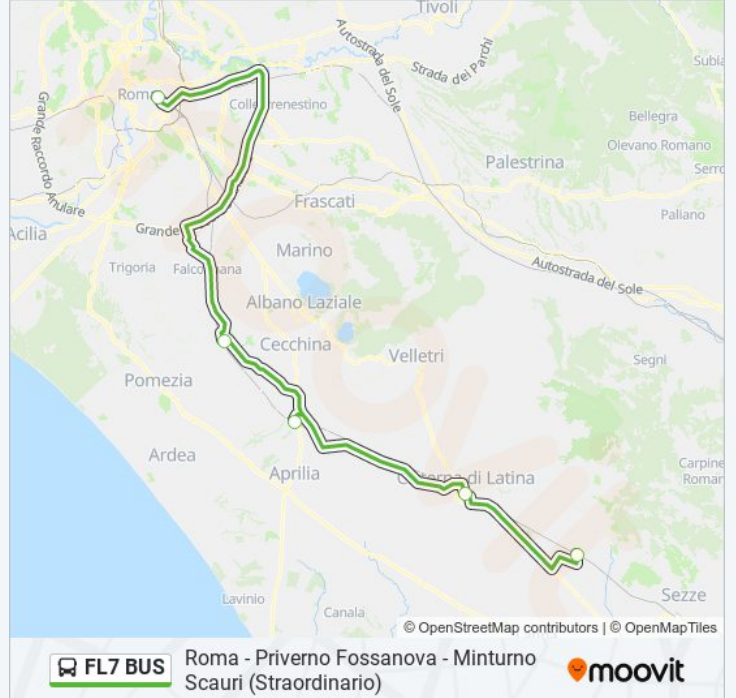 Tivoli
Autostrada del Sole
Strada dei Parchi
Subia
Roma
Colle Prenestino
Grande Raccordo Anulare
Bellegra
Olevano Romano
Palestrina
Serro
Frascati
Paliano
Acilia
Grande
Marino
Trigoria
Falcognana
Autostrada del Sole
Albano Laziale
Cecchina
Velletri
Segni
Pomezia
Ardea
Carpine
Romar
Aprilia
Cisterna di Latina
Lavinio
Canala
Sezze
© OpenStreetMap contributors | © OpenMapTiles
FL7 BUS
Roma - Priverno Fossanova - Minturno
Scauri (Straordinario)
moovit